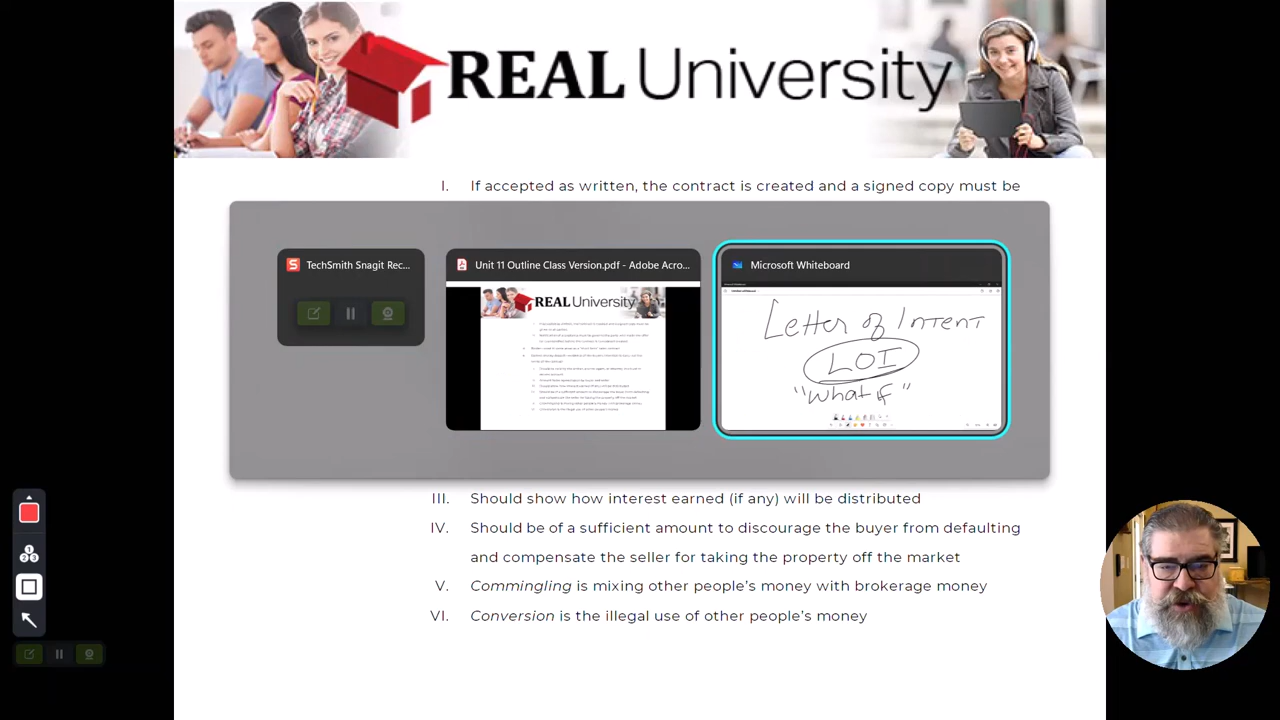 REAL University
I. If accepted as written, the contract is created and a signed copy must be
TechSmith Snagit Rec...
Unit 11 Outline Class Version.pdf - Adobe Acro...
Microsoft Whiteboard
REAL University
Letter of Intent
LOI
"what if"
III. Should show how interest earned (if any) will be distributed
IV. Should be of a sufficient amount to discourage the buyer from defaulting
and compensate the seller for taking the property off the market
V. Commingling is mixing other people's money with brokerage money
VI. Conversion is the illegal use of other people's money